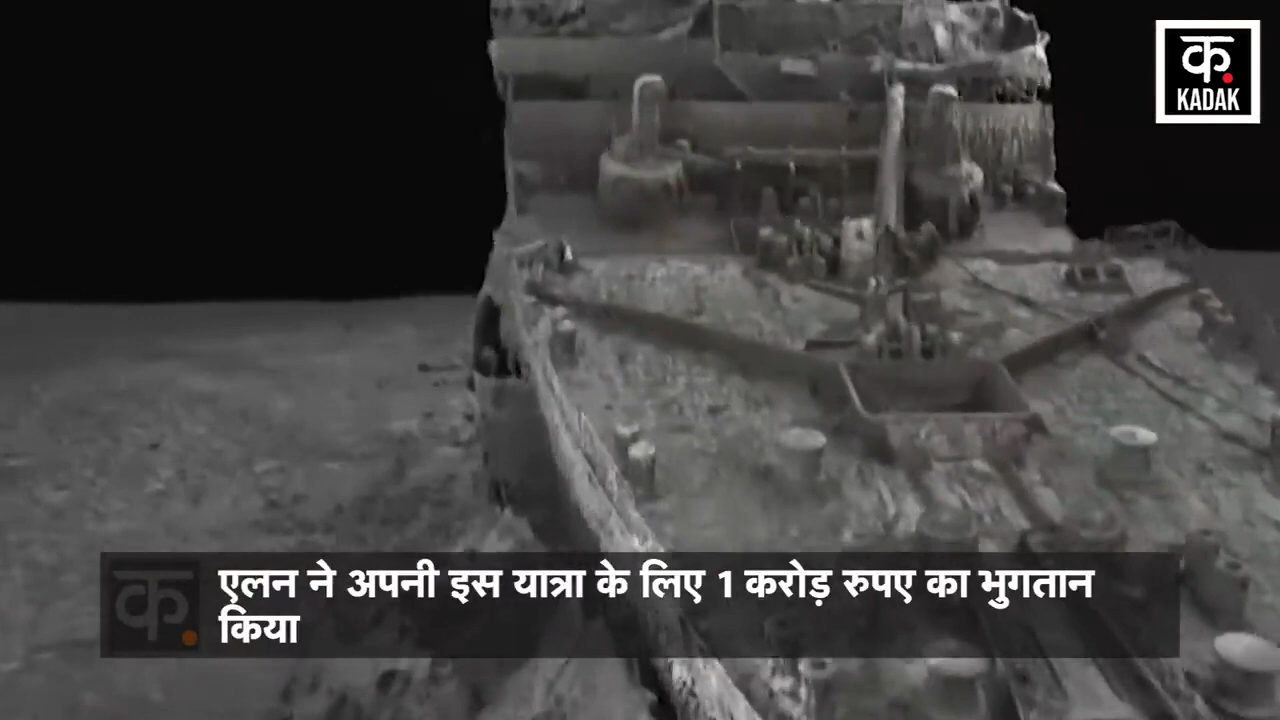 क.
KADAK
एलन ने अपनी इस यात्रा के लिए 1 करोड़ रुपए का भुगतान
किया
क.